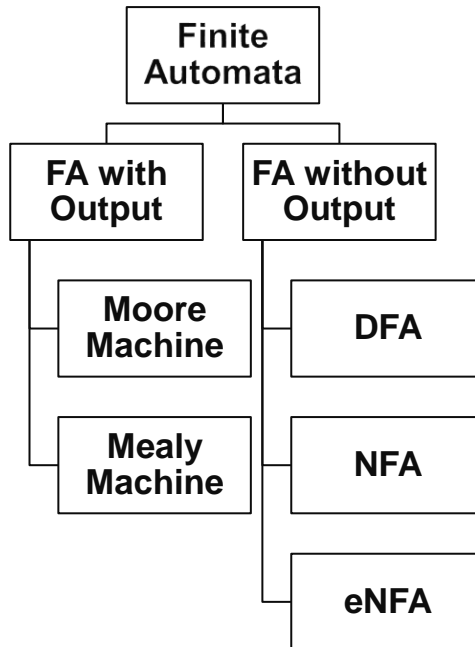 Finite
Automata
FA with
Output
FA without
Output
Moore
Machine
DFA
Mealy
Machine
NFA
eNFA